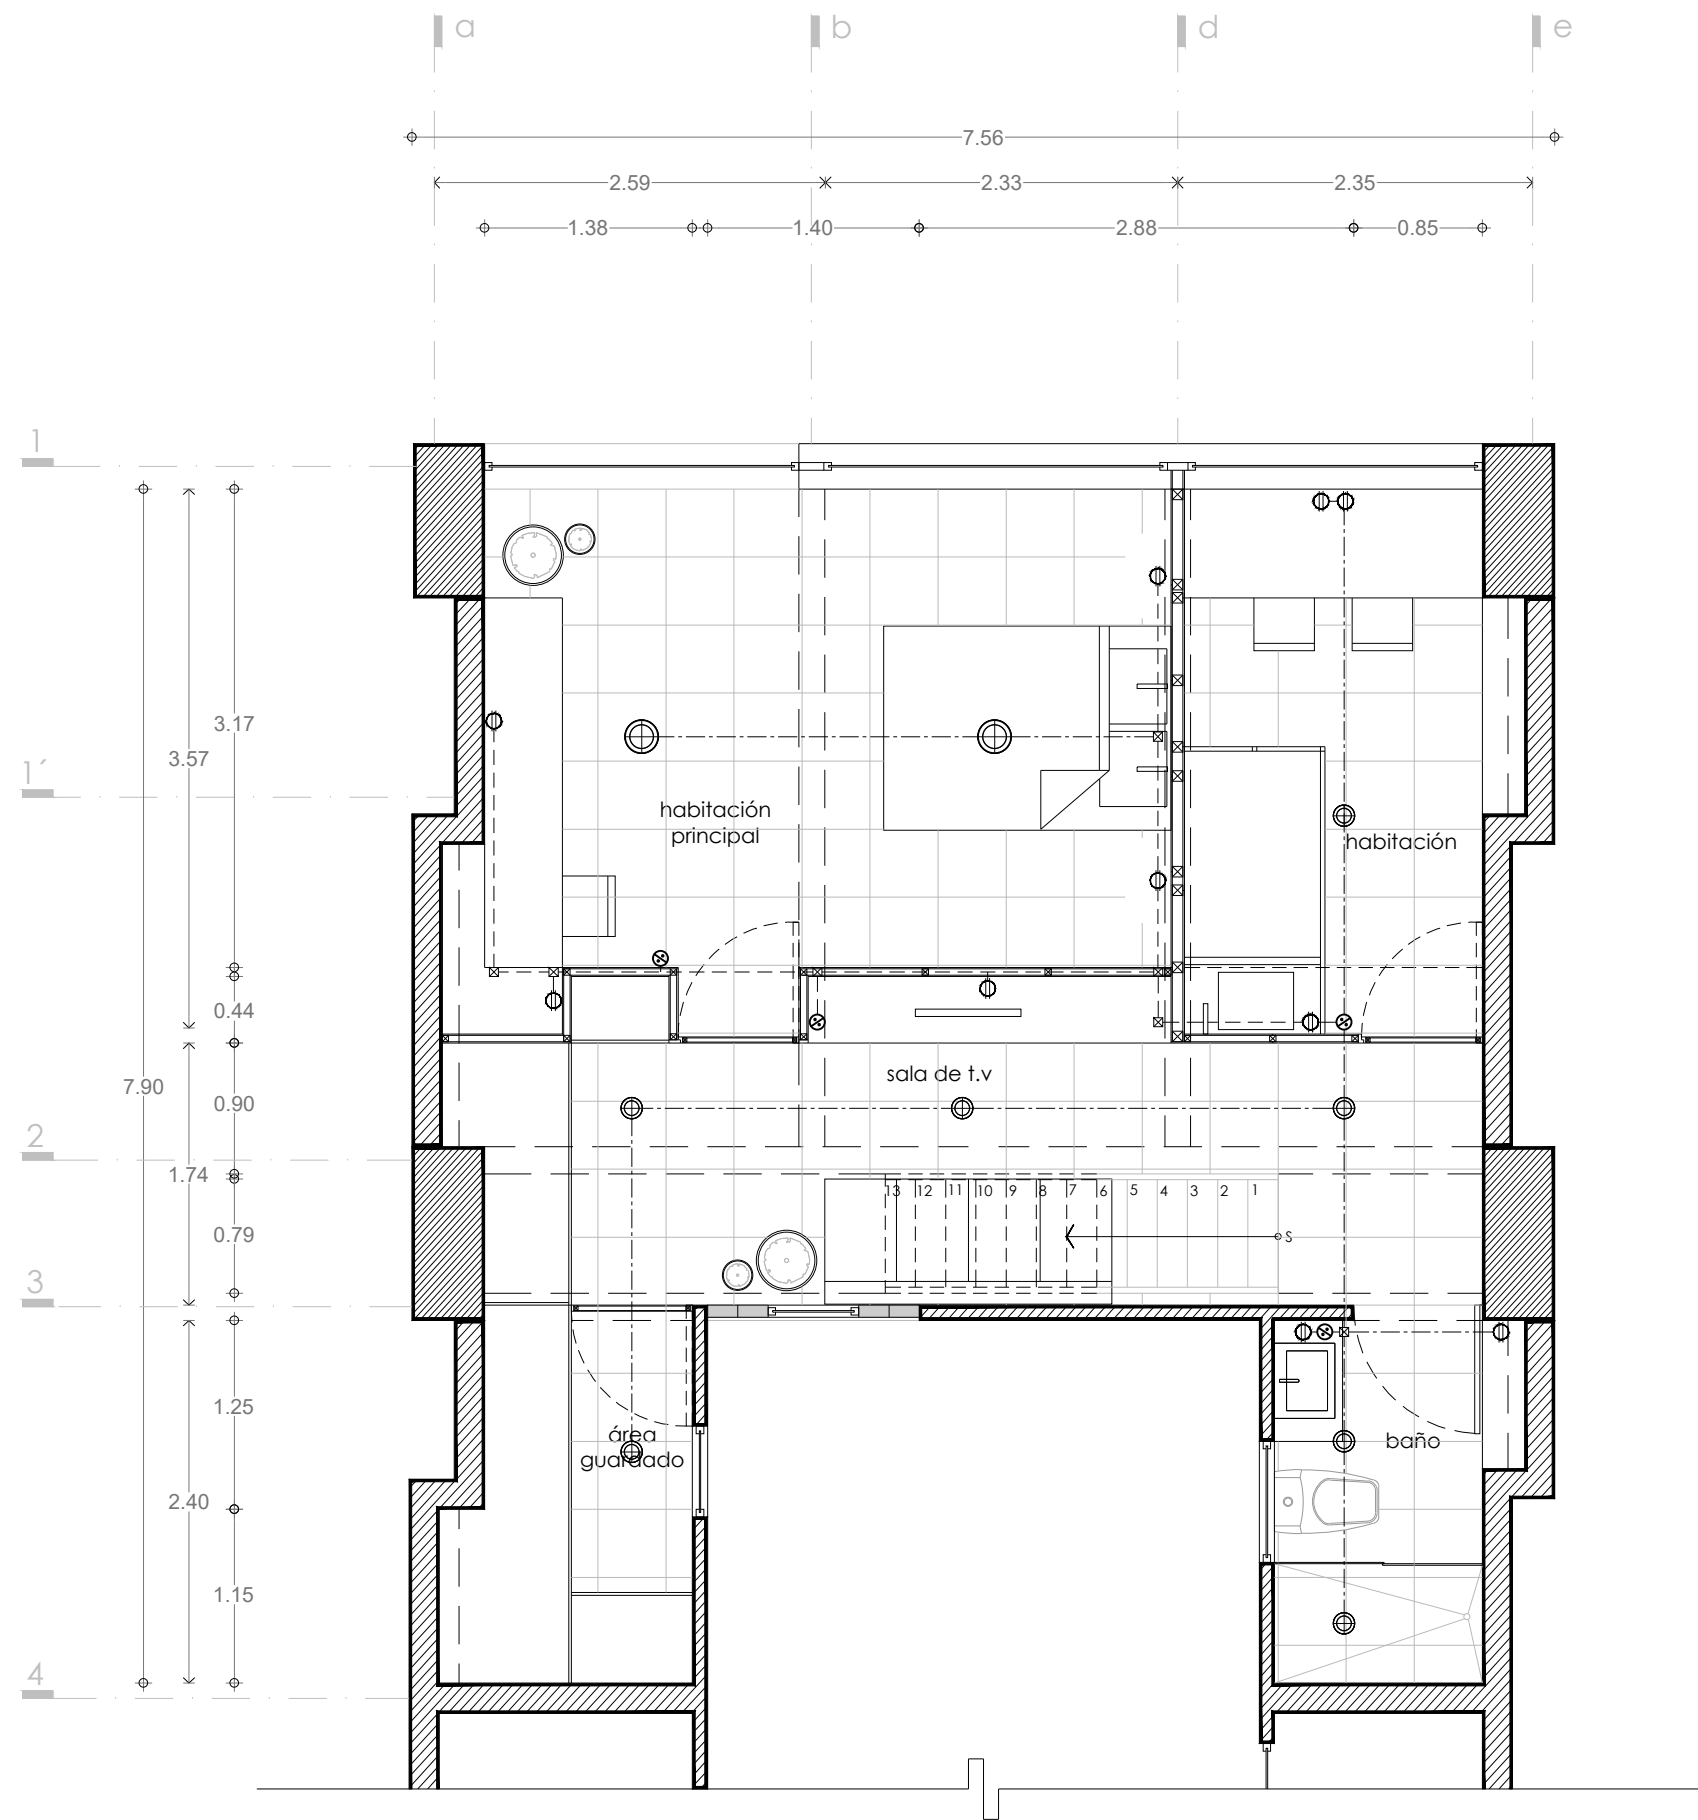 a b d e
7.56
2.59 2.33 2.35
1.38 1.40 2.88 0.85
1
3.17
3.57
1´
habitación
principal
habitación
0.44
sala de t.v
7.90
0.90
2
1.74
13 12 11 10 9 8 7 6 5 4 3 2 1
0.79
S
3
1.25
área
guardado
baño
2.40
1.15
4